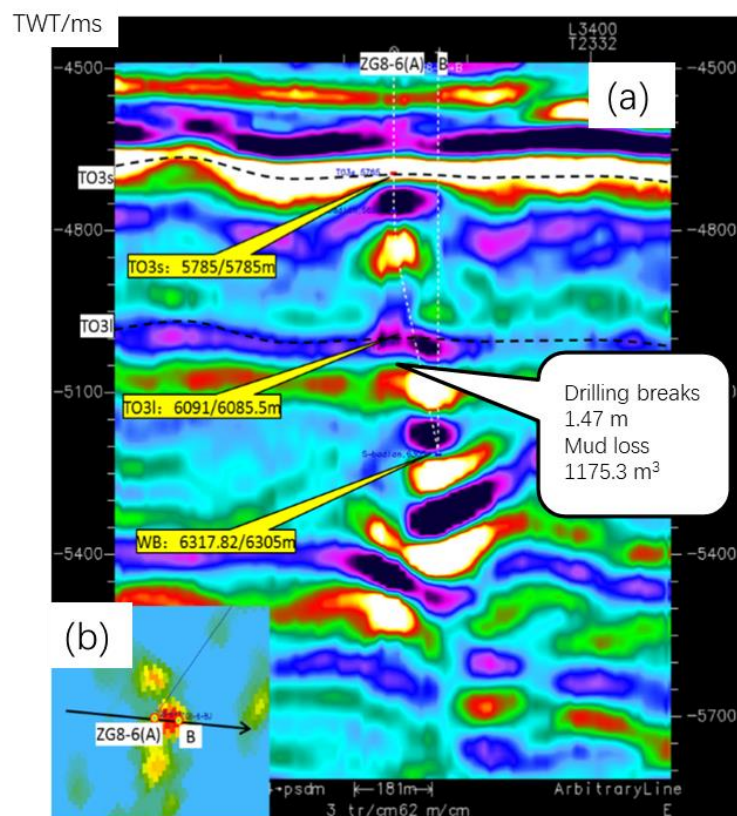 TWT/ms
L3400
T2332
ZG8-6(A)
B
-4500
-4500
(a)
TO3s
-4800
-4800
TO3s: 5785/5785m
TO3l
-5100
TO3l: 6091/6085.5m
Drilling breaks
1.47 m
Mud loss
1175.3 m³
WB: 6317.82/6305m
-5400
-5400
(b)
ZG8-6(A)
B
-5700
psdm
181m
ArbitraryLine
3 tr/cm62 m/cm
E